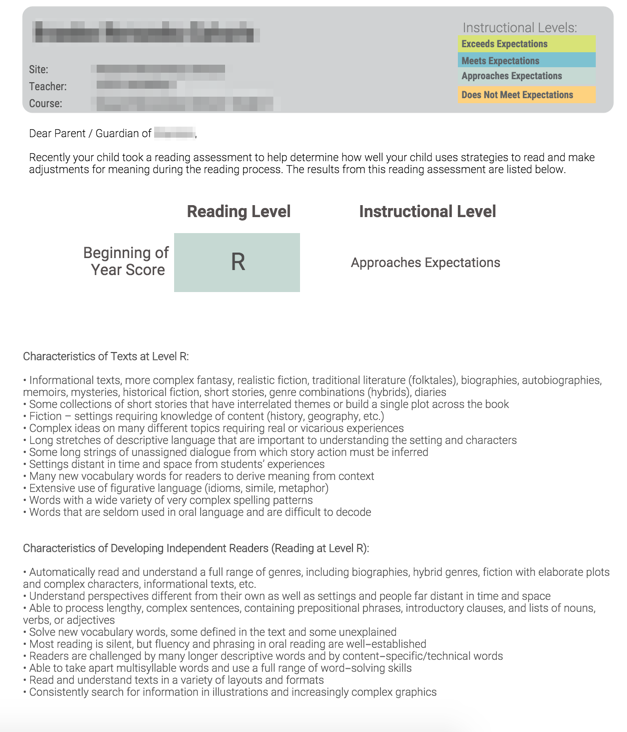 Instructional Levels:
Exceeds Expectations
Meets Expectations
Approaches Expectations
Does Not Meet Expectations
Site:
Teacher:
Course:
Dear Parent / Guardian of
Recently your child took a reading assessment to help determine how well your child uses strategies to read and make
adjustments for meaning during the reading process. The results from this reading assessment are listed below.
Reading Level
Instructional Level
Beginning of
Year Score
R
Approaches Expectations
Characteristics of Texts at Level R:
• Informational texts, more complex fantasy, realistic fiction, traditional literature (folktales), biographies, autobiographies,
memoirs, mysteries, historical fiction, short stories, genre combinations (hybrids), diaries
• Some collections of short stories that have interrelated themes or build a single plot across the book
• Fiction – settings requiring knowledge of content (history, geography, etc.)
• Complex ideas on many different topics requiring real or vicarious experiences
• Long stretches of descriptive language that are important to understanding the setting and characters
• Some long strings of unassigned dialogue from which story action must be inferred
• Settings distant in time and space from students' experiences
• Many new vocabulary words for readers to derive meaning from context
• Extensive use of figurative language (idioms, simile, metaphor)
• Words with a wide variety of very complex spelling patterns
• Words that are seldom used in oral language and are difficult to decode
Characteristics of Developing Independent Readers (Reading at Level R):
• Automatically read and understand a full range of genres, including biographies, hybrid genres, fiction with elaborate plots
and complex characters, informational texts, etc.
• Understand perspectives different from their own as well as settings and people far distant in time and space
• Able to process lengthy, complex sentences, containing prepositional phrases, introductory clauses, and lists of nouns,
verbs, or adjectives
• Solve new vocabulary words, some defined in the text and some unexplained
• Most reading is silent, but fluency and phrasing in oral reading are well–established
• Readers are challenged by many longer descriptive words and by content–specific/technical words
• Able to take apart multisyllable words and use a full range of word–solving skills
• Read and understand texts in a variety of layouts and formats
• Consistently search for information in illustrations and increasingly complex graphics